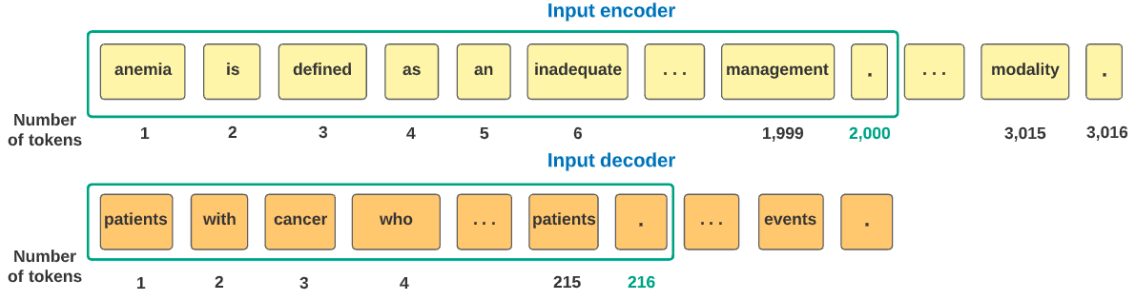 Input encoder
anemia is defined as an inadequate ... management . ... modality .
Number of tokens 1 2 3 4 5 6 1,999 2,000 3,015 3,016
Input decoder
patients with cancer who ... patients . ... events .
Number of tokens 1 2 3 4 215 216